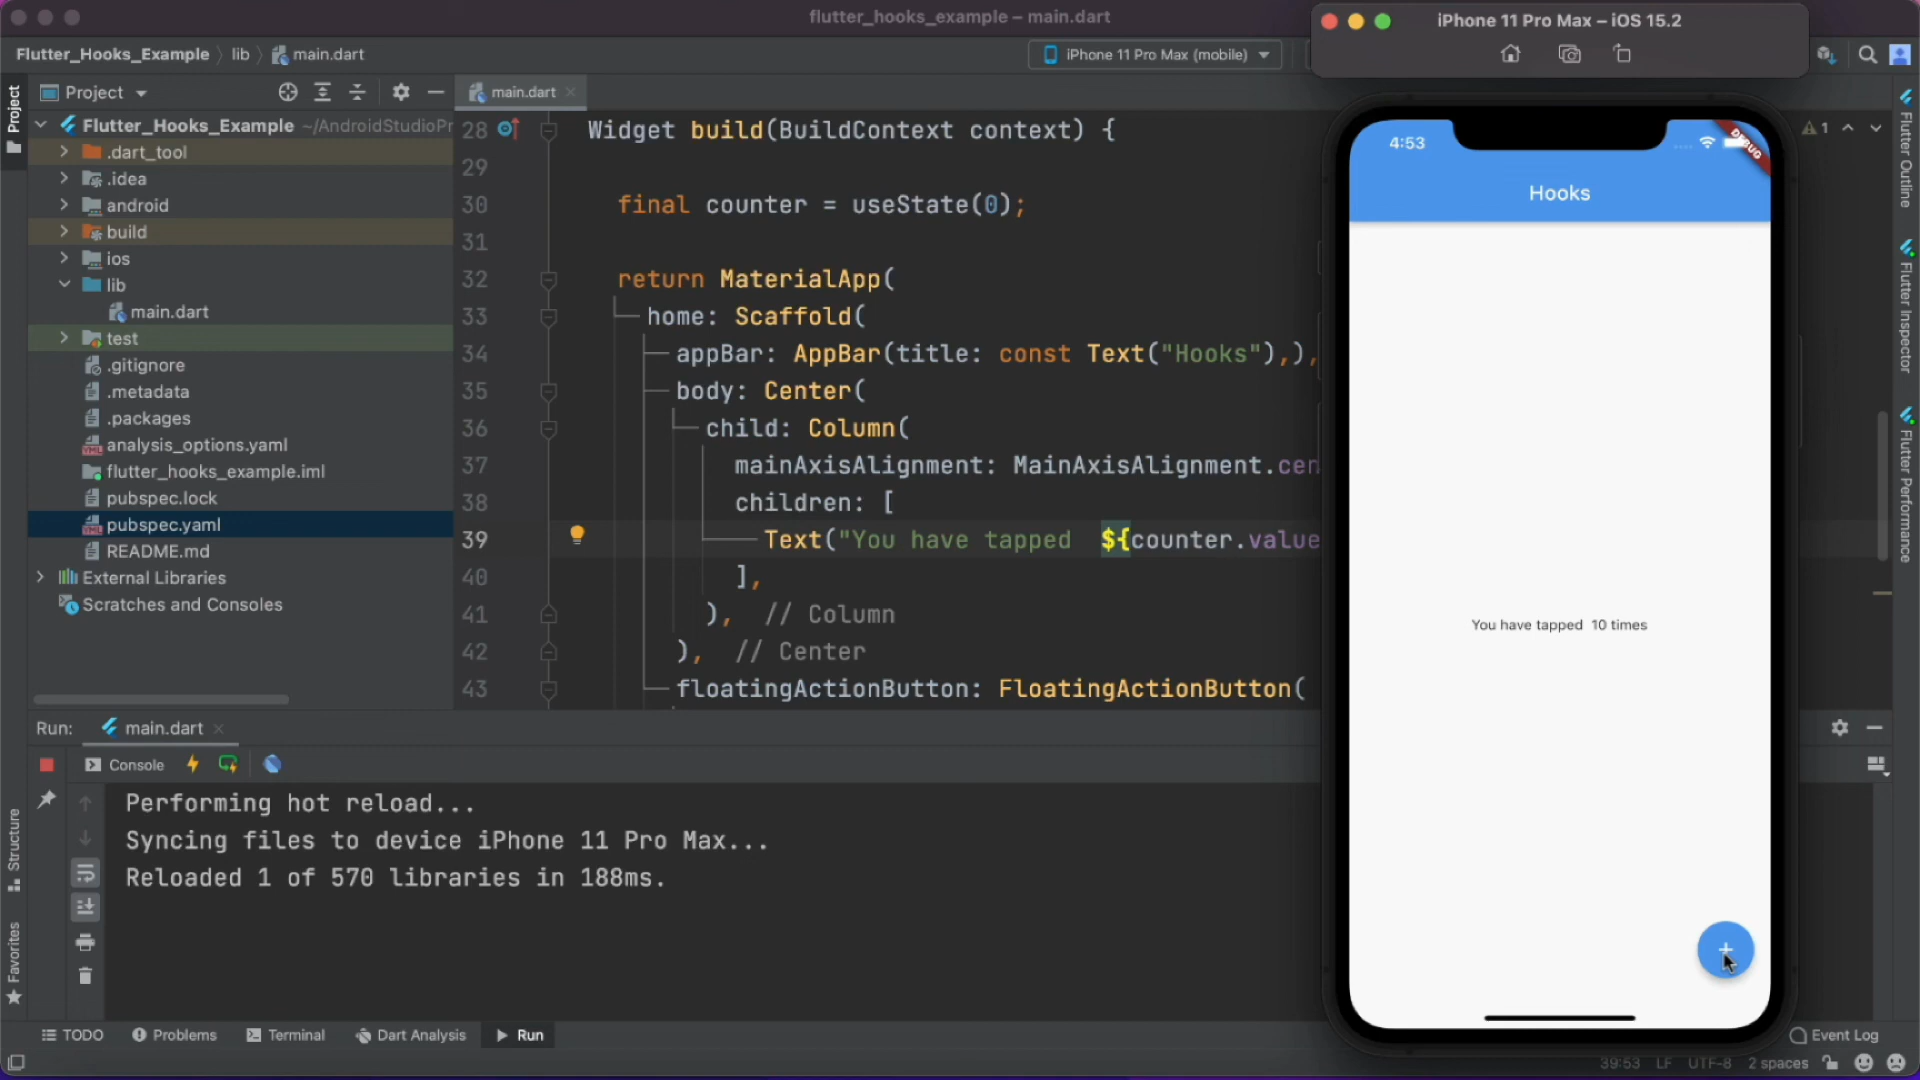 flutter_hooks_example – main.dart
iPhone 11 Pro Max – iOS 15.2
Flutter_Hooks_Example
lib
main.dart
iPhone 11 Pro Max (mobile)
Project
main.dart
Project
Flutter_Hooks_Example ~/AndroidStudioPr
.dart_tool
.idea
android
build
ios
lib
main.dart
test
.gitignore
.metadata
.packages
analysis_options.yaml
flutter_hooks_example.iml
pubspec.lock
pubspec.yaml
README.md
External Libraries
Scratches and Consoles
28 Widget build(BuildContext context) {
29
30 final counter = useState(0);
31
32 return MaterialApp(
33 home: Scaffold(
34 appBar: AppBar(title: const Text("Hooks"),),
35 body: Center(
36 child: Column(
37 mainAxisAlignment: MainAxisAlignment.cen
38 children: [
39 Text("You have tapped  ${counter.value
40 ],
41 ), // Column
42 ), // Center
43 floatingActionButton: FloatingActionButton(
1
4:53
DEBUG
Hooks
You have tapped  10 times
Flutter Outline
Flutter Inspector
Flutter Performance
Run:
main.dart
Console
Performing hot reload...
Syncing files to device iPhone 11 Pro Max...
Reloaded 1 of 570 libraries in 188ms.
Structure
Favorites
TODO
Problems
Terminal
Dart Analysis
Run
Event Log
39:53 LF UTF-8 2 spaces